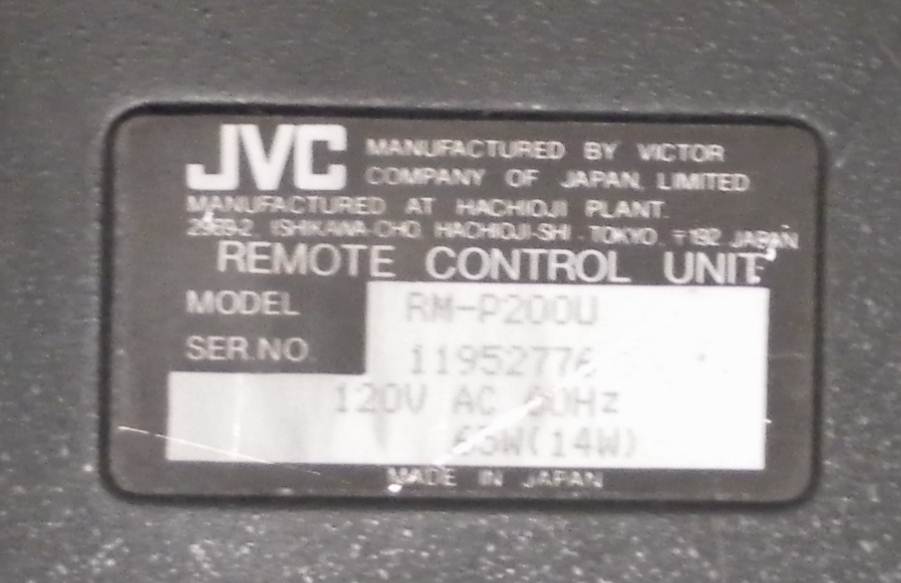 JVC MANUFACTURED BY VICTOR
COMPANY OF JAPAN, LIMITED
MANUFACTURED AT HACHIOJI PLANT.
2969-2, ISHIKAWA-CHO, HACHIOJI-SHI, TOKYO, 〒192 JAPAN
REMOTE CONTROL UNIT
MODEL RM-P200U
SER.NO. 11952776
120V AC 60Hz
65W(14W)
MADE IN JAPAN